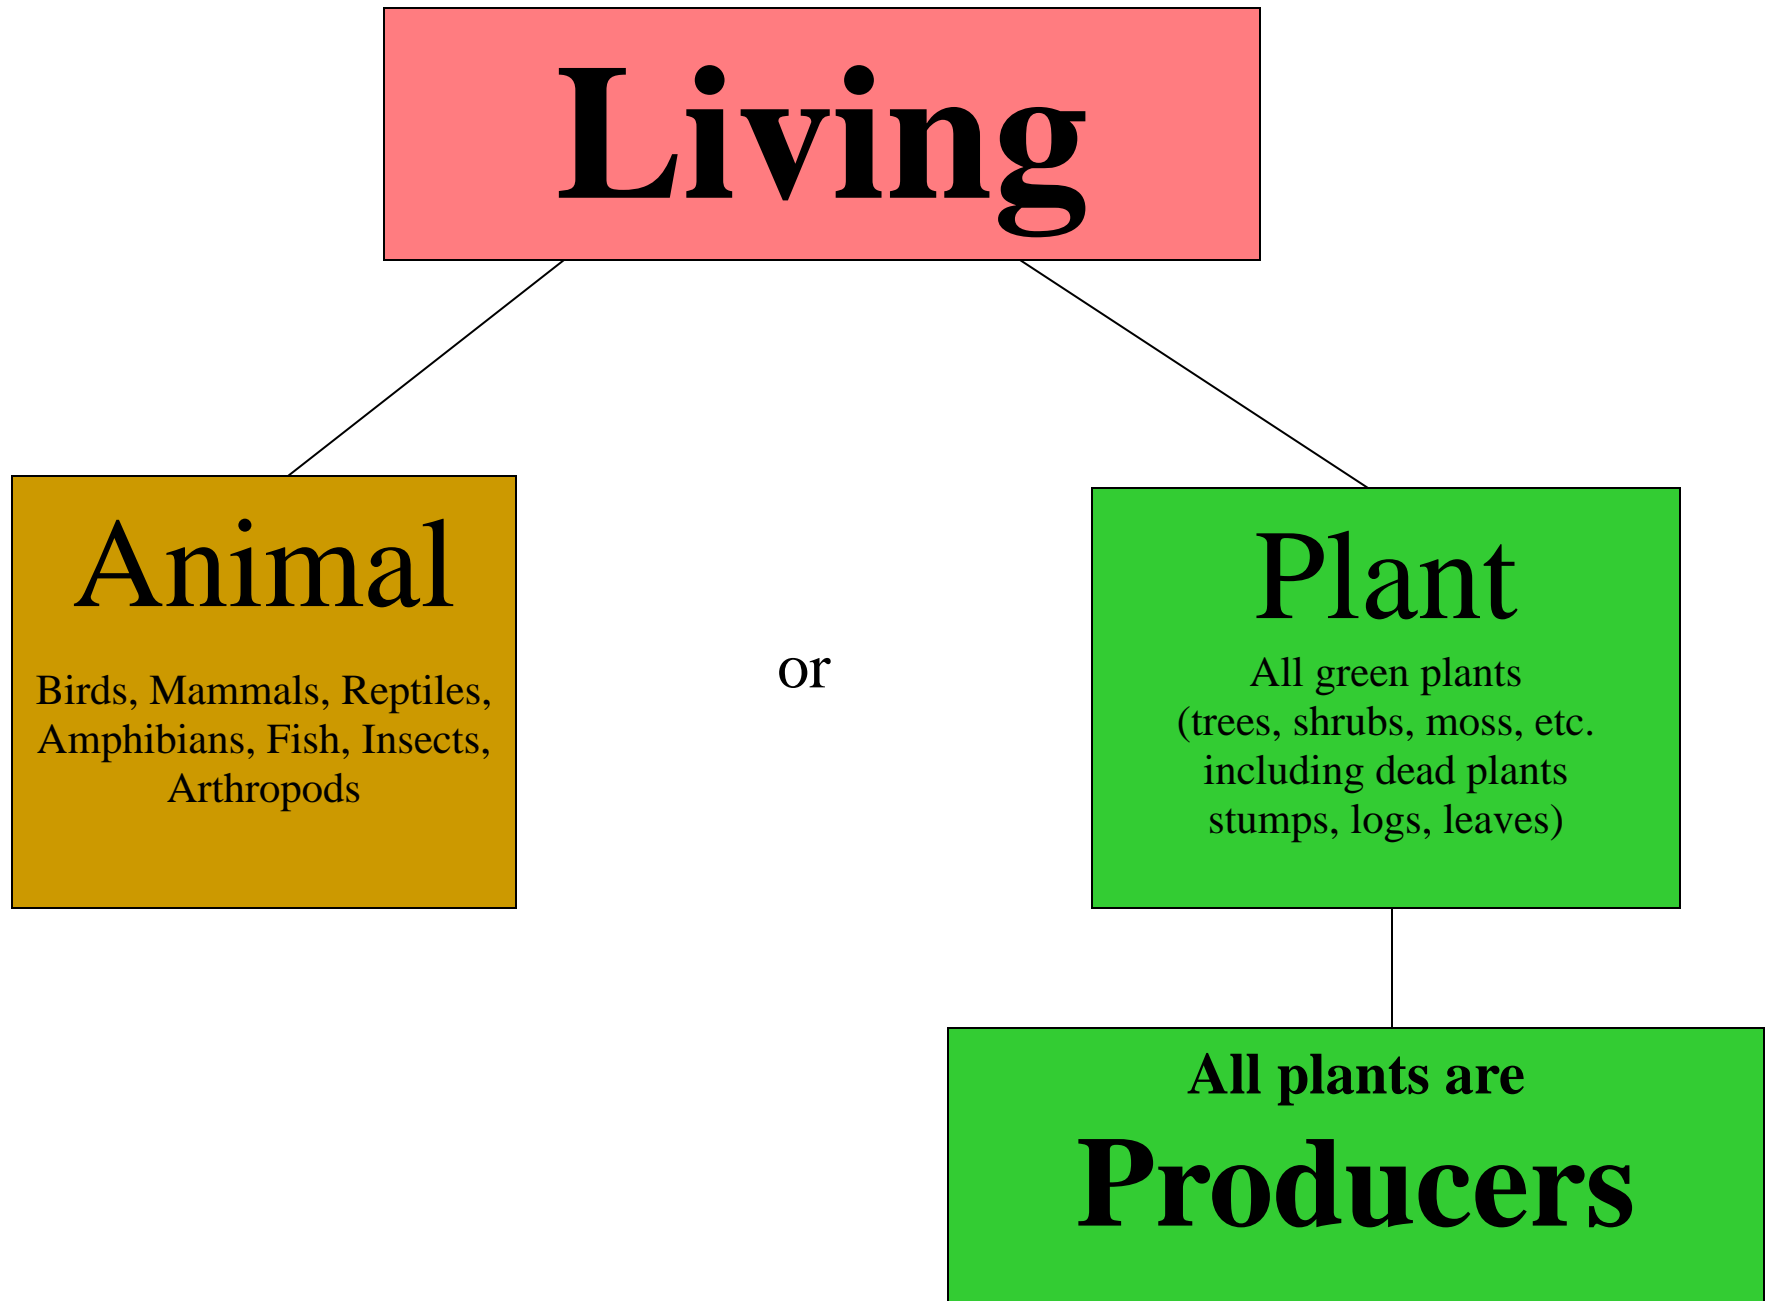 Living
Animal
Birds, Mammals, Reptiles,
Amphibians, Fish, Insects,
Arthropods
or
Plant
All green plants
(trees, shrubs, moss, etc.
including dead plants
stumps, logs, leaves)
All plants are
Producers